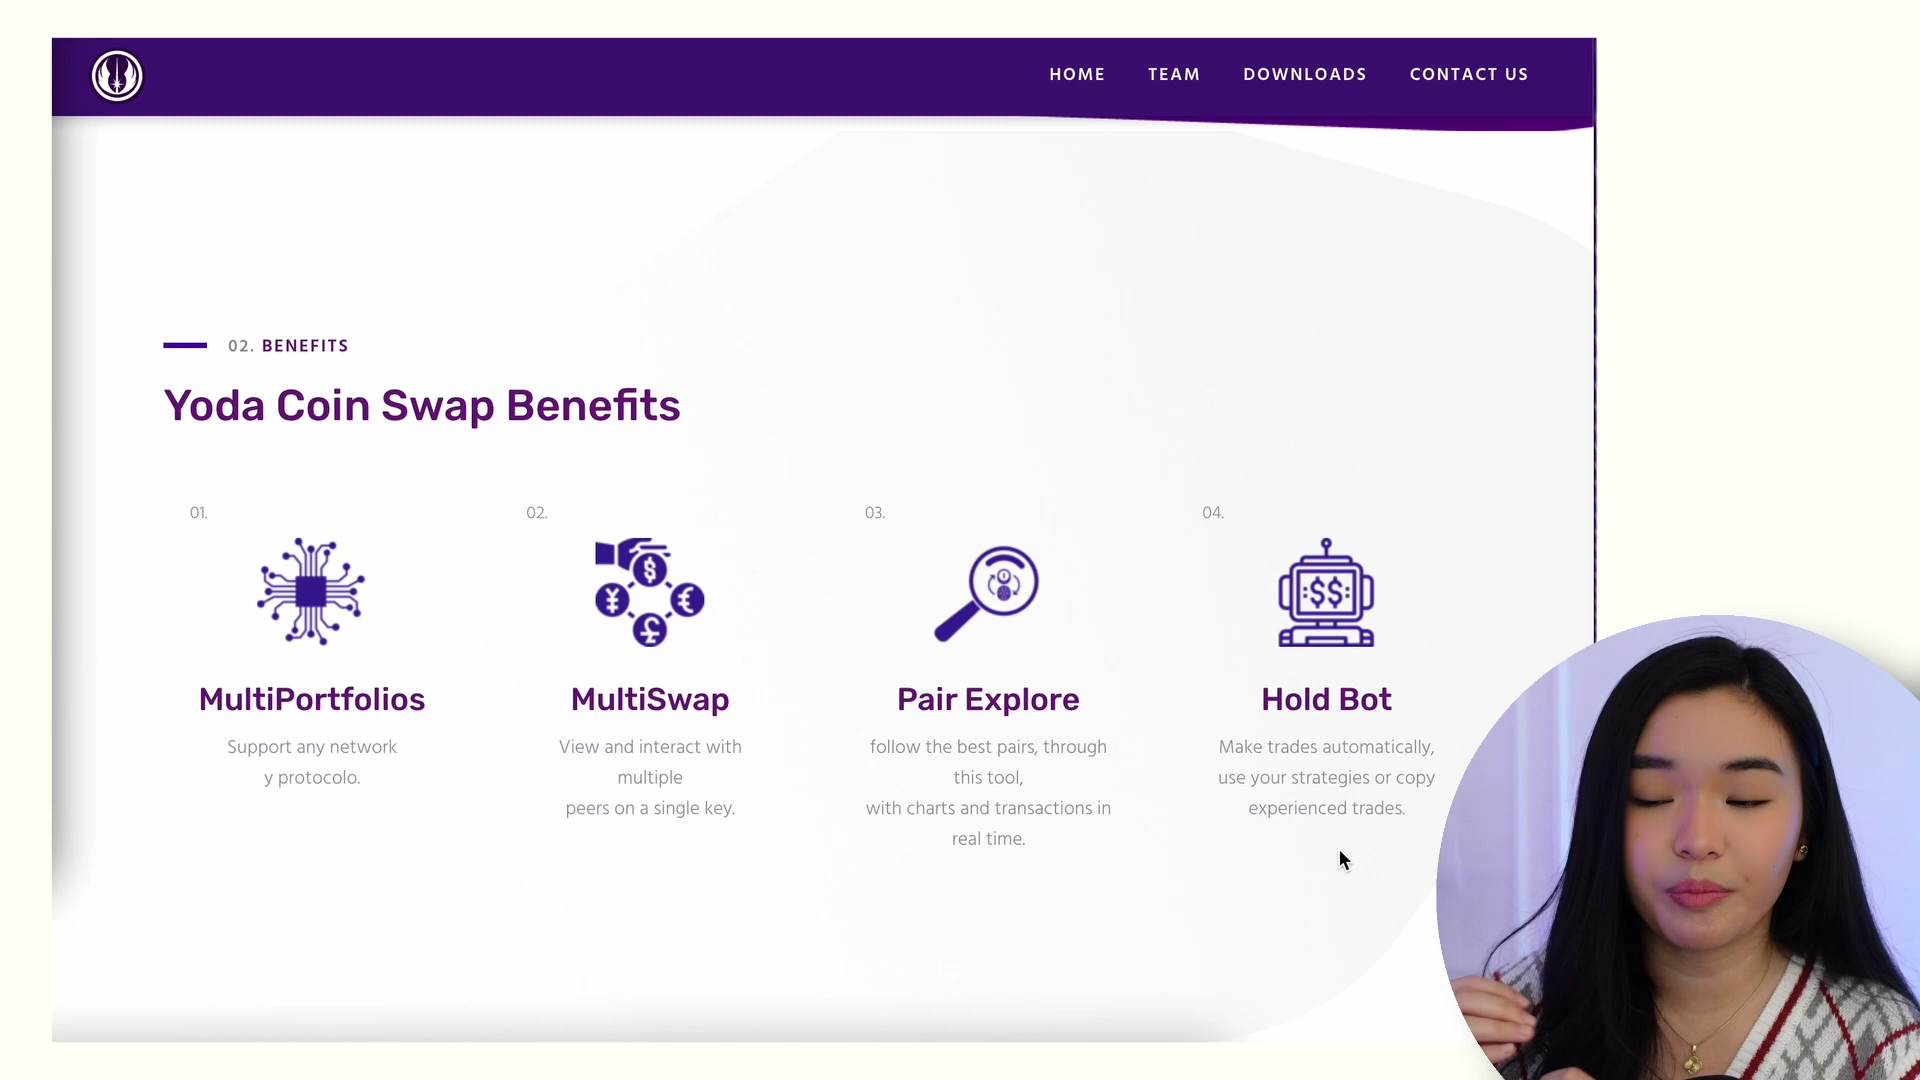 HOME TEAM DOWNLOADS CONTACT US
02. BENEFITS
Yoda Coin Swap Benefits
01.
MultiPortfolios
Support any network
y protocolo.
02.
MultiSwap
View and interact with
multiple
peers on a single key.
03.
Pair Explore
follow the best pairs, through
this tool,
with charts and transactions in
real time.
04.
Hold Bot
Make trades automatically,
use your strategies or copy
experienced trades.